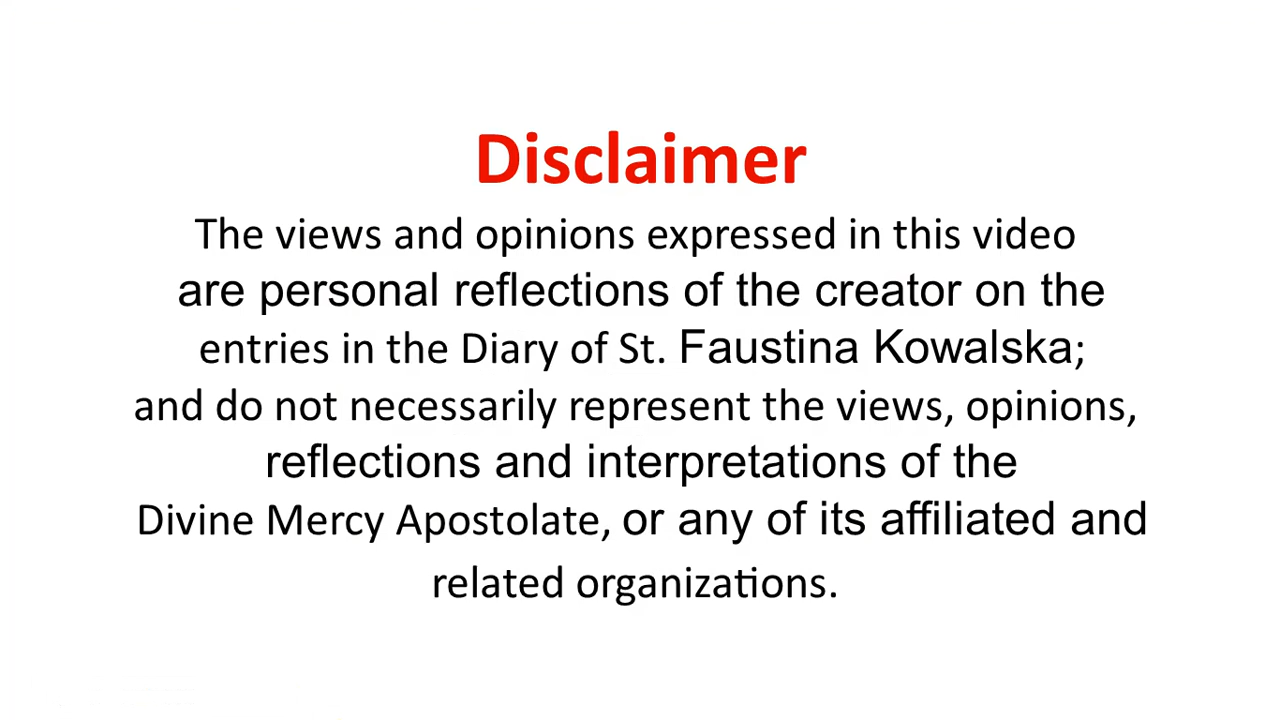 Disclaimer
The views and opinions expressed in this video
are personal reflections of the creator on the
entries in the Diary of St. Faustina Kowalska;
and do not necessarily represent the views, opinions,
reflections and interpretations of the
Divine Mercy Apostolate, or any of its affiliated and
related organizations.